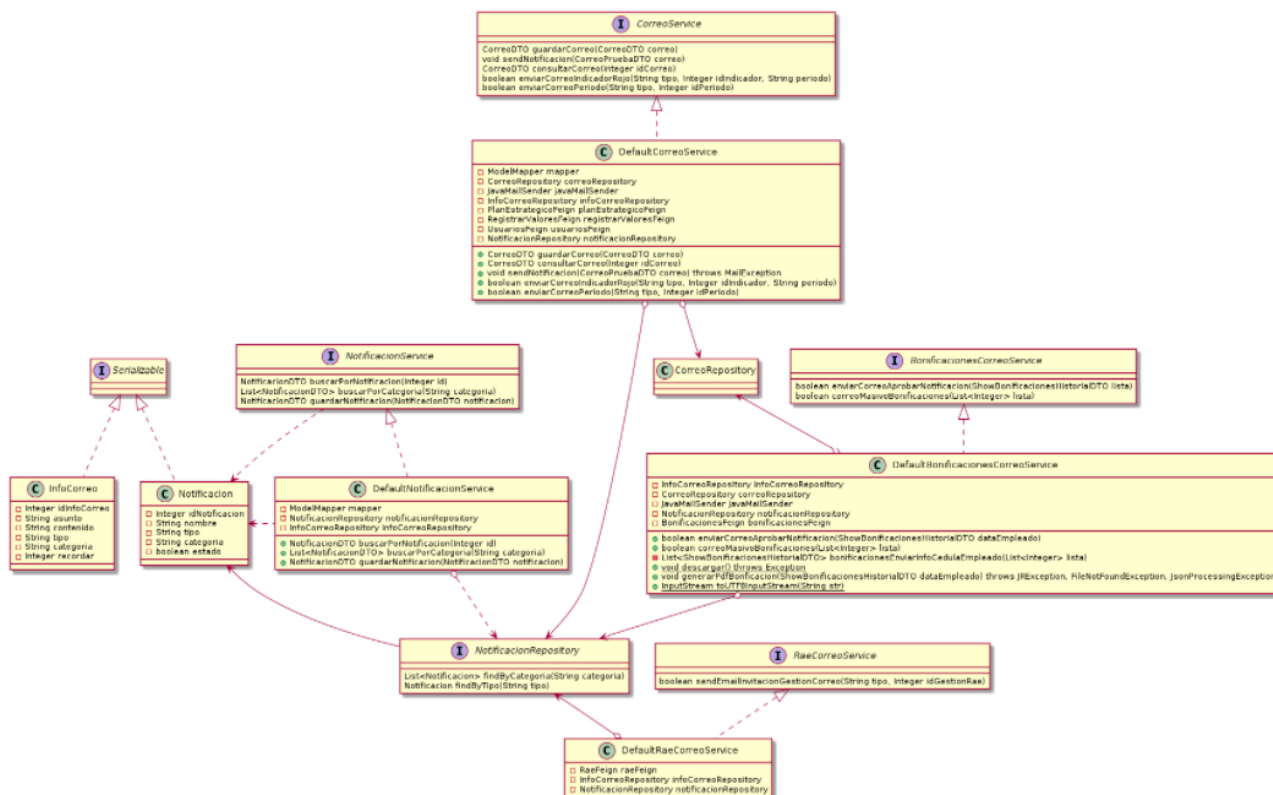 I CorreoService
CorreoDTO guardarCorreo(CorreoDTO correo)
void sendNotificacion(CorreoPruebaDTO correo)
CorreoDTO consultarCorreo(Integer idCorreo)
boolean enviarCorreoIndicadorRojo(String tipo, Integer idIndicador, String periodo)
boolean enviarCorreoPeriodo(String tipo, Integer idPeriodo)
C DefaultCorreoService
ModelMapper mapper
CorreoRepository correoRepository
JavaMailSender javaMailSender
InfoCorreoRepository infoCorreoRepository
PlanEstrategicoFeign planEstrategicoFeign
RegistrarValoresFeign registrarValoresFeign
UsuariosFeign usuariosFeign
NotificacionRepository notificacionRepository
CorreoDTO guardarCorreo(CorreoDTO correo)
CorreoDTO consultarCorreo(Integer idCorreo)
void sendNotificacion(CorreoPruebaDTO correo) throws MailException
boolean enviarCorreoIndicadorRojo(String tipo, Integer idIndicador, String periodo)
boolean enviarCorreoPeriodo(String tipo, Integer idPeriodo)
I Serializable
I NotificacionService
NotificacionDTO buscarPorNotificacion(Integer id)
List<NotificacionDTO> buscarPorCategoria(String categoria)
NotificacionDTO guardarNotificacion(NotificacionDTO notificacion)
C CorreoRepository
I BonificacionesCorreoService
boolean enviarCorreoAprobarNotificacion(ShowBonificacionesHistorialDTO lista)
boolean correoMasivoBonificaciones(List<Integer> lista)
C InfoCorreo
Integer idInfoCorreo
String asunto
String contenido
String tipo
String categoria
Integer recordar
C Notificacion
Integer idNotificacion
String nombre
String tipo
String categoria
boolean estado
C DefaultNotificacionService
ModelMapper mapper
NotificacionRepository notificacionRepository
InfoCorreoRepository infoCorreoRepository
NotificacionDTO buscarPorNotificacion(Integer id)
List<NotificacionDTO> buscarPorCategoria(String categoria)
NotificacionDTO guardarNotificacion(NotificacionDTO notificacion)
C DefaultBonificacionesCorreoService
InfoCorreoRepository infoCorreoRepository
CorreoRepository correoRepository
JavaMailSender javaMailSender
NotificacionRepository notificacionRepository
BonificacionesFeign bonificacionesFeign
boolean enviarCorreoAprobarNotificacion(ShowBonificacionesHistorialDTO dataEmpleado)
boolean correoMasivoBonificaciones(List<Integer> lista)
List<ShowBonificacionesHistorialDTO> bonificacionesEnviarInfoCedulaEmpleado(List<Integer> lista)
void descargar() throws Exception
void generarPdfBonificacion(ShowBonificacionesHistorialDTO dataEmpleado) throws JRException, FileNotFoundException, JsonProcessingException
InputStream toUTF8InputStream(String str)
I NotificacionRepository
List<Notificacion> findByCategoria(String categoria)
Notificacion findByTipo(String tipo)
I RaeCorreoService
boolean sendEmailInvitacionGestionCorreo(String tipo, Integer idGestionRae)
C DefaultRaeCorreoService
RaeFeign raeFeign
InfoCorreoRepository infoCorreoRepository
NotificacionRepository notificacionRepository